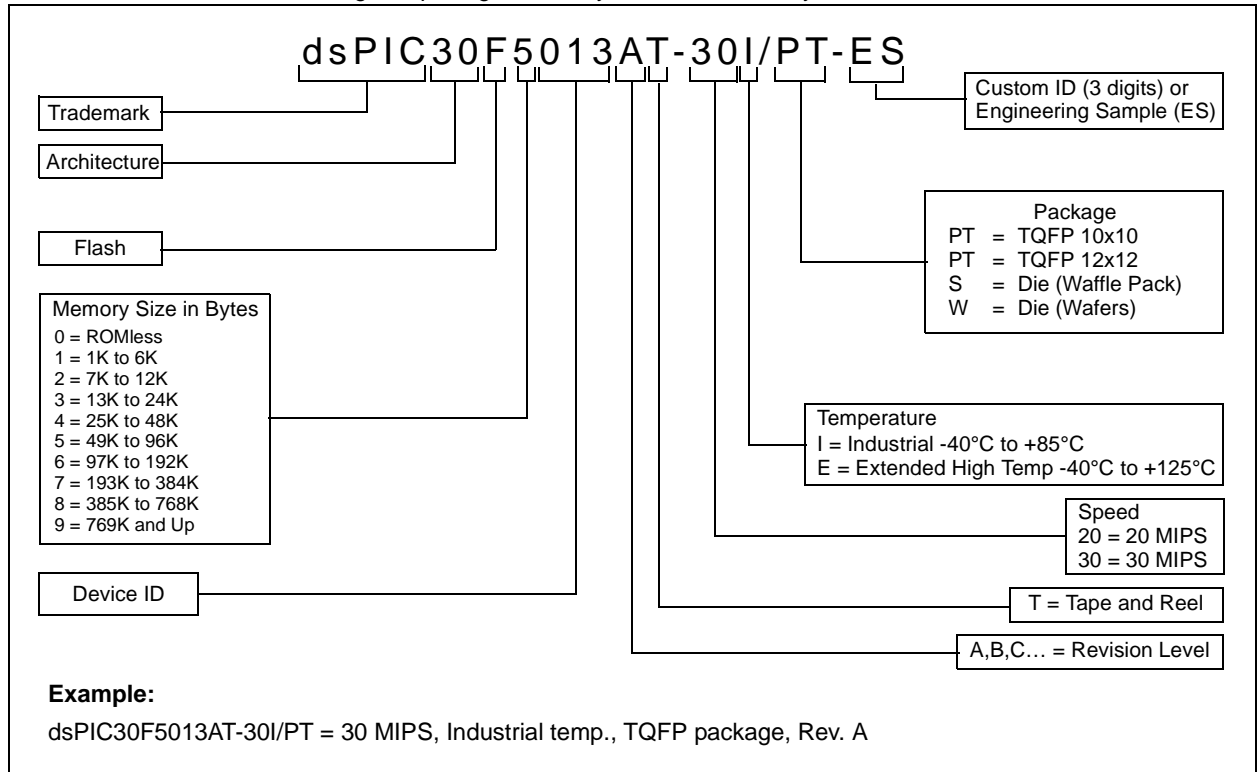 dsPIC30F5013AT-30I/PT-ES
Trademark
Architecture
Flash
Memory Size in Bytes
0 = ROMless
1 = 1K to 6K
2 = 7K to 12K
3 = 13K to 24K
4 = 25K to 48K
5 = 49K to 96K
6 = 97K to 192K
7 = 193K to 384K
8 = 385K to 768K
9 = 769K and Up
Device ID
Custom ID (3 digits) or
Engineering Sample (ES)
Package
PT = TQFP 10x10
PT = TQFP 12x12
S = Die (Waffle Pack)
W = Die (Wafers)
Temperature
I = Industrial -40°C to +85°C
E = Extended High Temp -40°C to +125°C
Speed
20 = 20 MIPS
30 = 30 MIPS
T = Tape and Reel
A,B,C… = Revision Level
Example:
dsPIC30F5013AT-30I/PT = 30 MIPS, Industrial temp., TQFP package, Rev. A